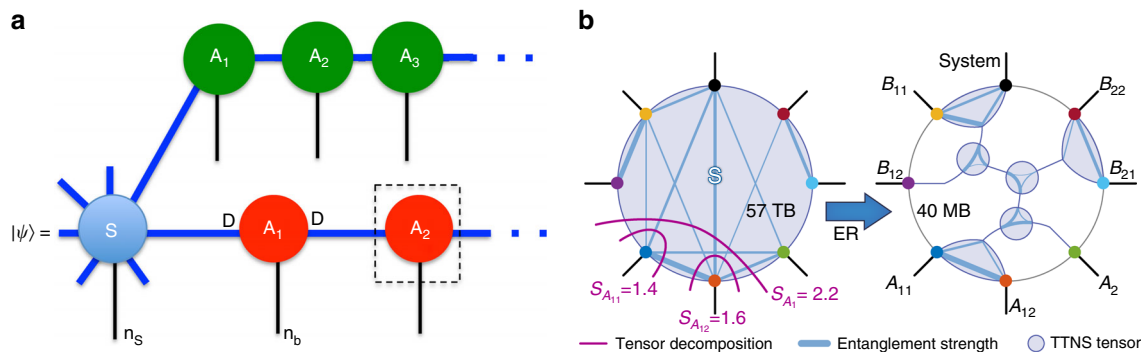 a
A1
A2
A3
|ψ⟩ =
S
D
A1
D
A2
nS
nb
b
System
B11
B22
B12
B21
S
57 TB
ER
40 MB
SA11=1.4
SA12=1.6
SA1=2.2
A11
A12
A2
Tensor decomposition
Entanglement strength
TTNS tensor